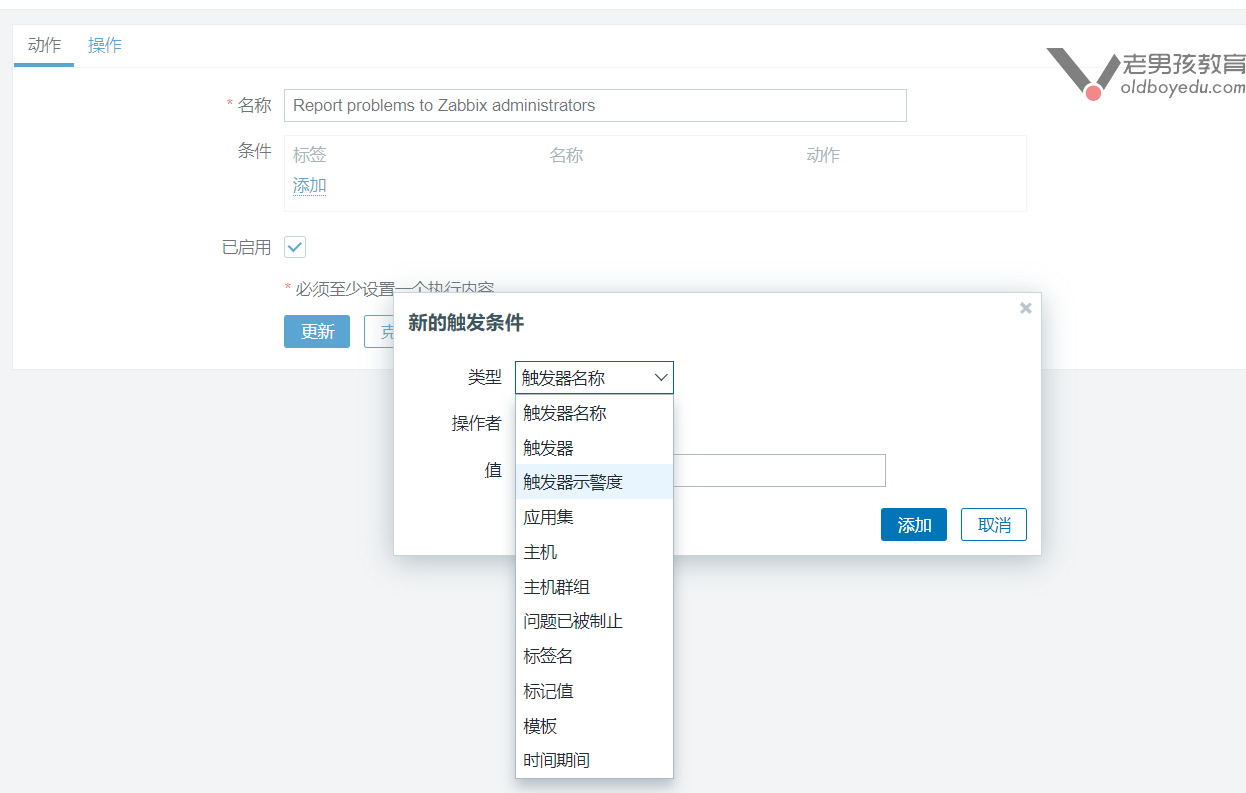 动作 操作
老男孩教育
oldboyedu.com
* 名称 Report problems to Zabbix administrators
条件 标签 名称 动作
添加
已启用
* 必须至少设置一个执行内容
更新
新的触发条件
类型 触发器名称
触发器名称
操作者
触发器
值
触发器示警度
应用集
添加 取消
主机
主机群组
问题已被制止
标签名
标记值
模板
时间期间